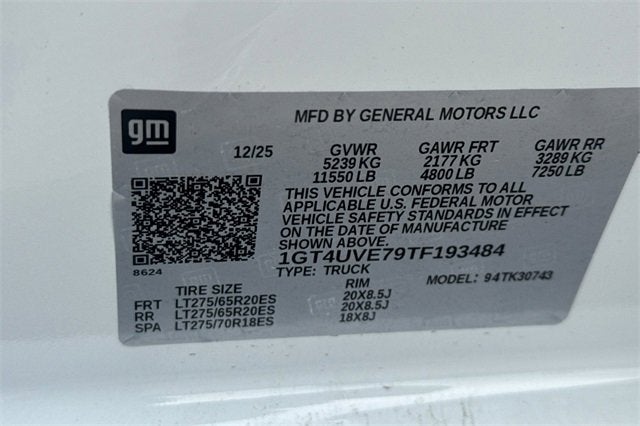 gm
MFD BY GENERAL MOTORS LLC
12/25 GVWR GAWR FRT GAWR RR
5239 KG 2177 KG 3289 KG
11550 LB 4800 LB 7250 LB
THIS VEHICLE CONFORMS TO ALL
APPLICABLE U.S. FEDERAL MOTOR
VEHICLE SAFETY STANDARDS IN EFFECT
ON THE DATE OF MANUFACTURE
SHOWN ABOVE.
8624
1GT4UVE79TF193484
TYPE: TRUCK MODEL: 94TK30743
TIRE SIZE RIM
FRT LT275/65R20ES 20X8.5J
RR LT275/65R20ES 20X8.5J
SPA LT275/70R18ES 18X8J